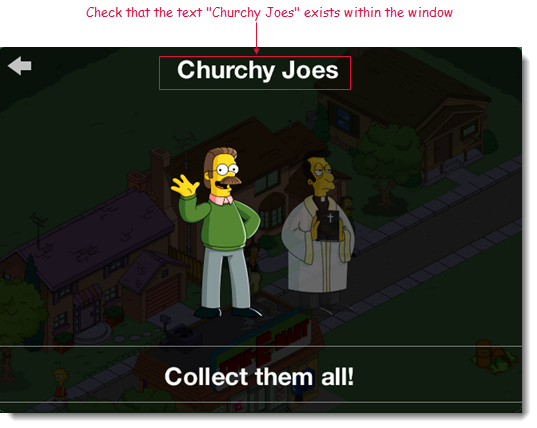 Check that the text "Churchy Joes" exists within the window
Churchy Joes
Collect them all!